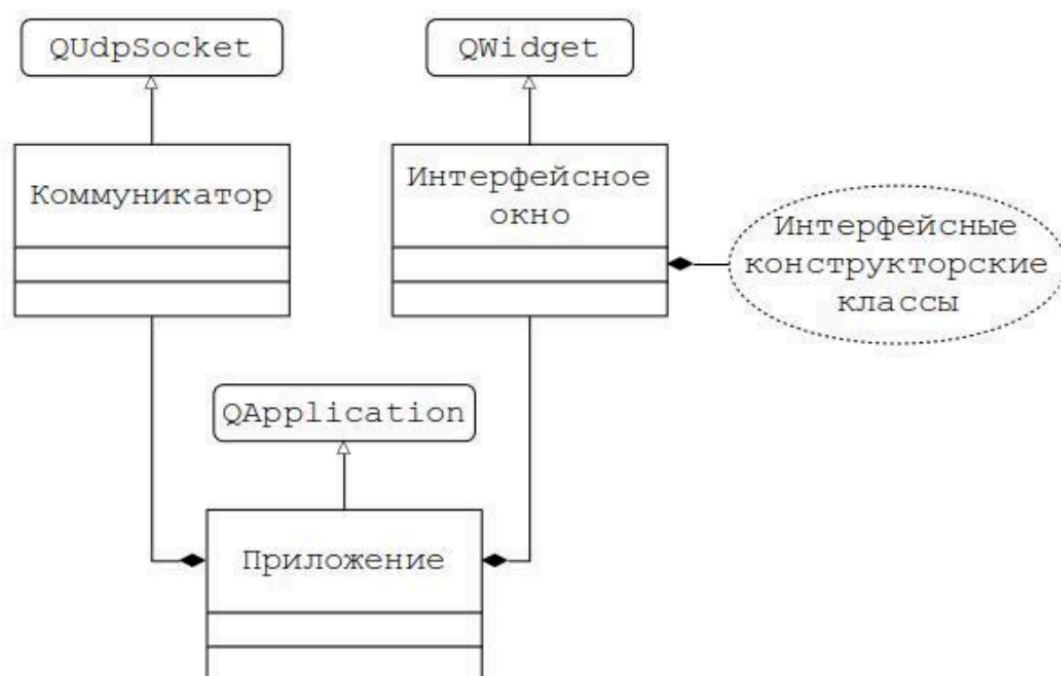 QUdpSocket
QWidget
Коммуникатор
Интерфейсное
окно
Интерфейсные
конструкторские
классы
QApplication
Приложение